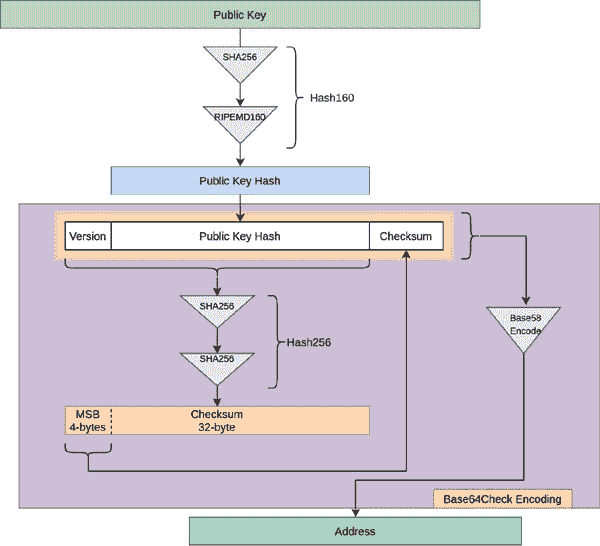 Public Key
SHA256
Hash160
RIPEMD160
Public Key Hash
Version
Public Key Hash
Checksum
SHA256
Base58
Encode
Hash256
SHA256
MSB
4-bytes
Checksum
32-byte
Base64Check Encoding
Address